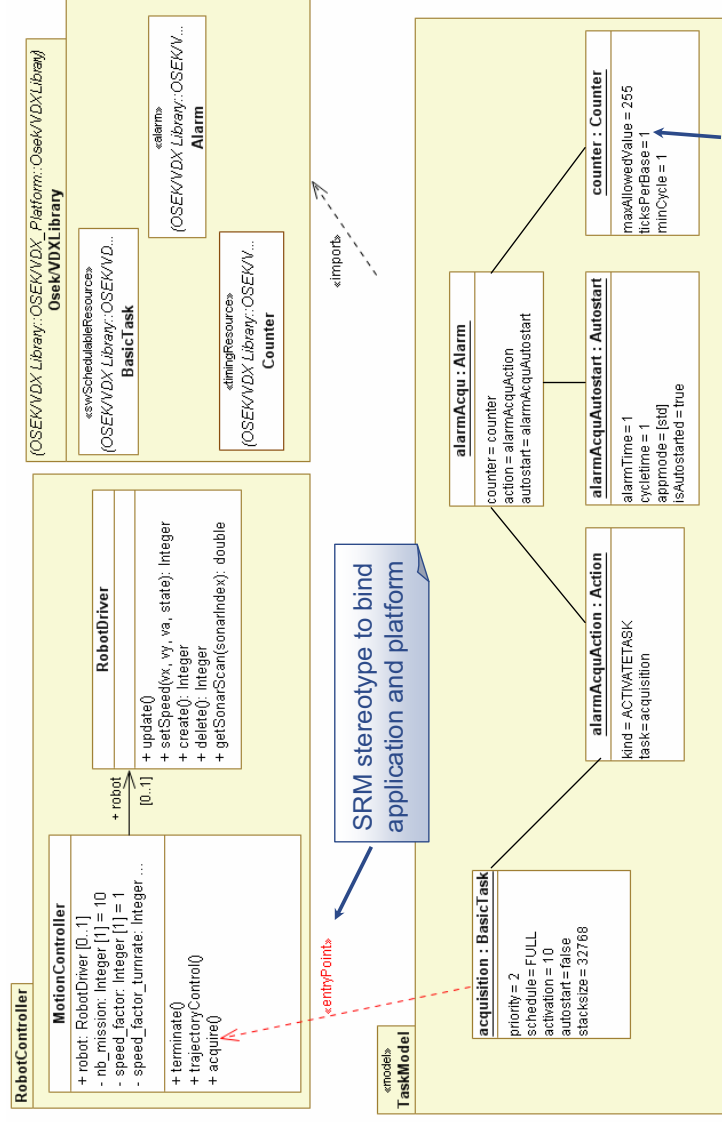 RobotController
MotionController
+ robot: RobotDriver [0..1]
- nb_mission: Integer [1] = 10
- speed_factor: Integer [1] = 1
- speed_factor_turnrate: Integer ...
+ terminate()
+ trajectoryControl()
+ acquire()
+ robot
[0..1]
RobotDriver
+ update()
+ setSpeed(vx, vy, va, state): Integer
+ create(): Integer
+ delete(): Integer
+ getSonarScan(sonarIndex): double
(OSEK/VDX Library::OSEK/VDX_Platform::Osek/VDXLibrary)
Osek/VDXLibrary
«swSchedulableResource»
(OSEK/VDX Library::OSEK/VD...
BasicTask
«alarm»
(OSEK/VDX Library::OSEK/V...
Alarm
«timingResource»
(OSEK/VDX Library::OSEK/V...
Counter
«entryPoint»
SRM stereotype to bind
application and platform
«import»
«model»
TaskModel
acquisition : BasicTask
priority = 2
schedule = FULL
activation = 10
autostart = false
stacksize = 32768
alarmAcquAction : Action
kind = ACTIVATETASK
task = acquisition
alarmAcqu : Alarm
counter = counter
action = alarmAcquAction
autostart = alarmAcquAutostart
alarmAcquAutostart : Autostart
alarmTime = 1
cycletime = 1
appmode = [std]
isAutostarted = true
counter : Counter
maxAllowedValue = 255
ticksPerBase = 1
minCycle = 1